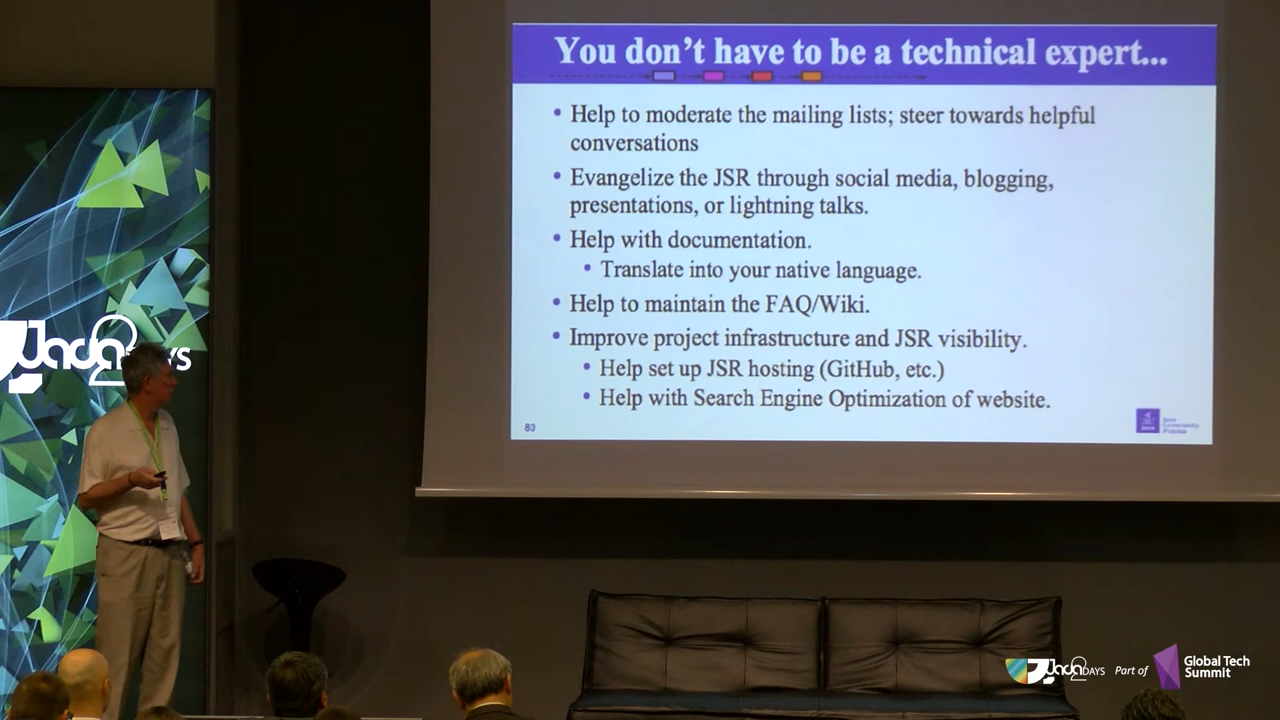 You don't have to be a technical expert...
• Help to moderate the mailing lists; steer towards helpful
conversations
• Evangelize the JSR through social media, blogging,
presentations, or lightning talks.
• Help with documentation.
• Translate into your native language.
• Help to maintain the FAQ/Wiki.
• Improve project infrastructure and JSR visibility.
• Help set up JSR hosting (GitHub, etc.)
• Help with Search Engine Optimization of website.
80
Java
Community
Process
Java2Days
Part of
Global Tech
Summit